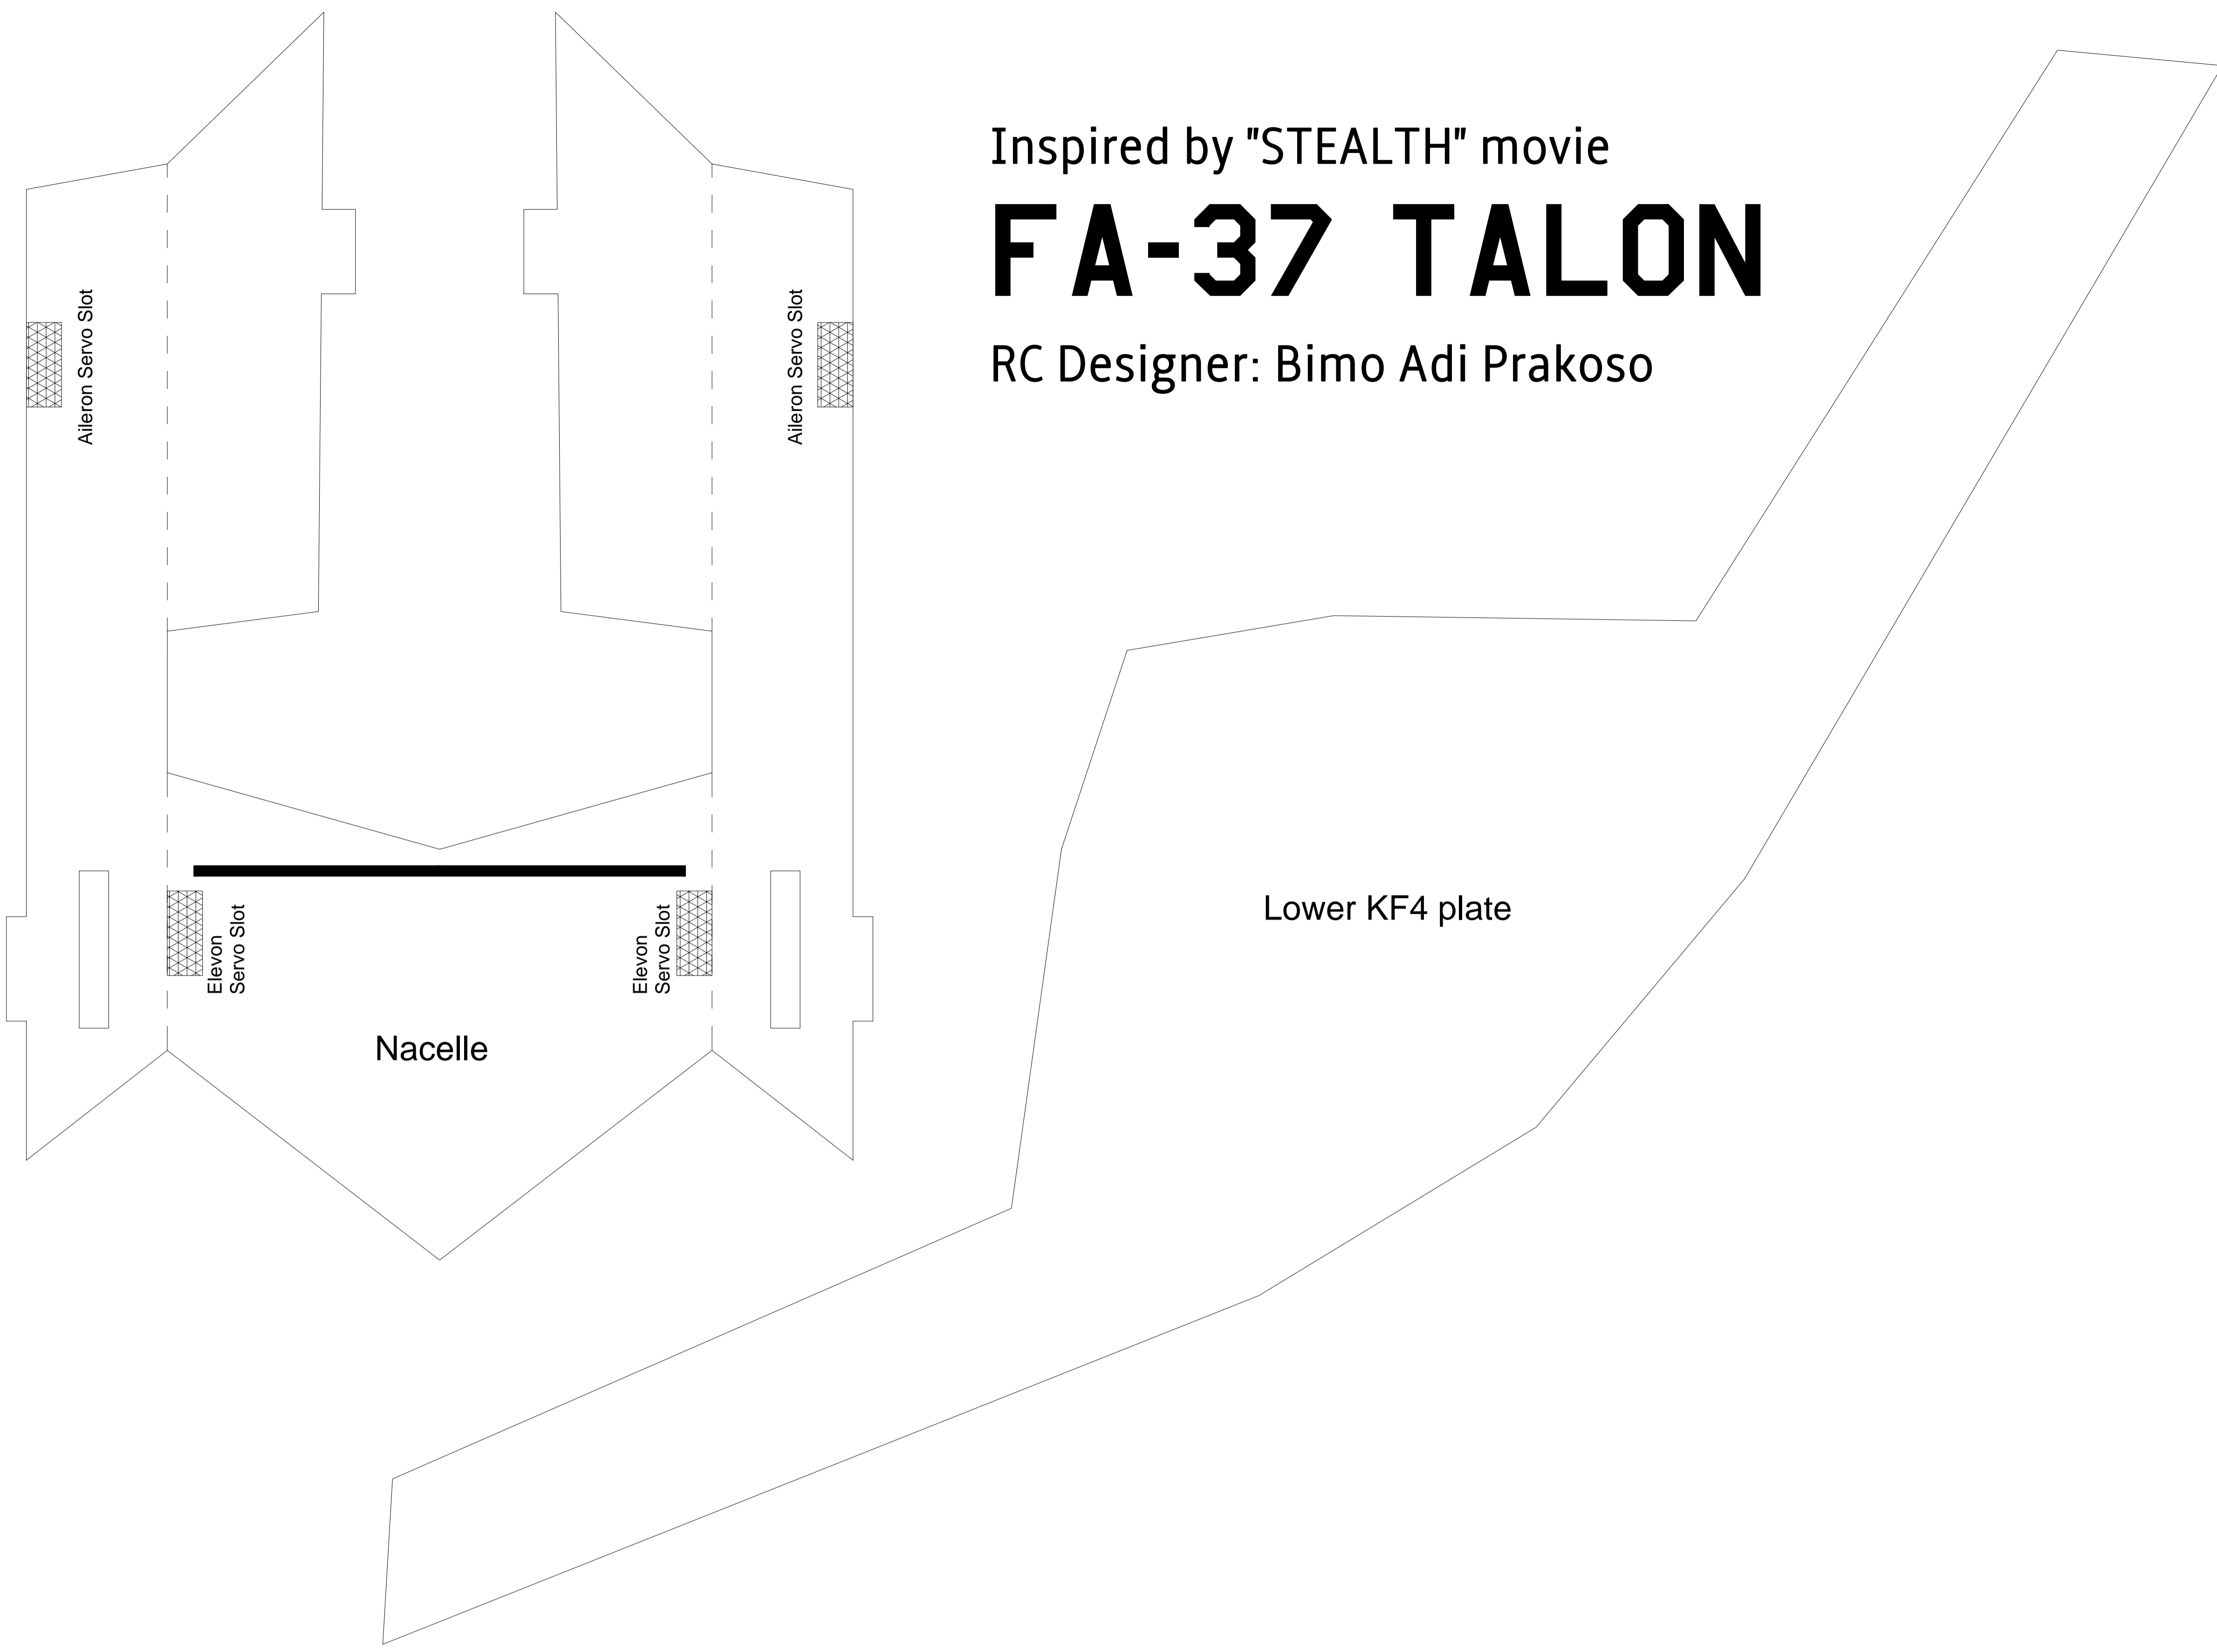 Inspired by "STEALTH" movie
FA-37 TALON
RC Designer: Bimo Adi Prakoso
Aileron Servo Slot
Aileron Servo Slot
Elevon
Servo Slot
Elevon
Servo Slot
Nacelle
Lower KF4 plate